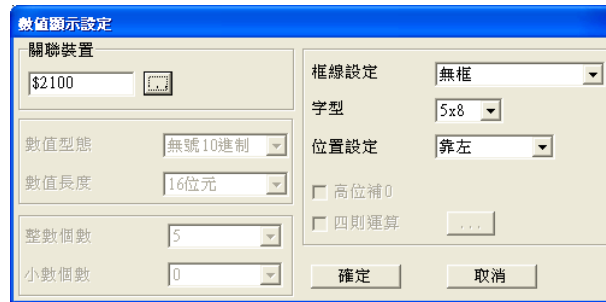 數值顯示設定
關聯裝置
$2100
..
數值型態
無號10進制
數值長度
16位元
整數個數
5
小數個數
0
框線設定
無框
字型
5x8
位置設定
靠左
高位補0
四則運算
...
確定
取消